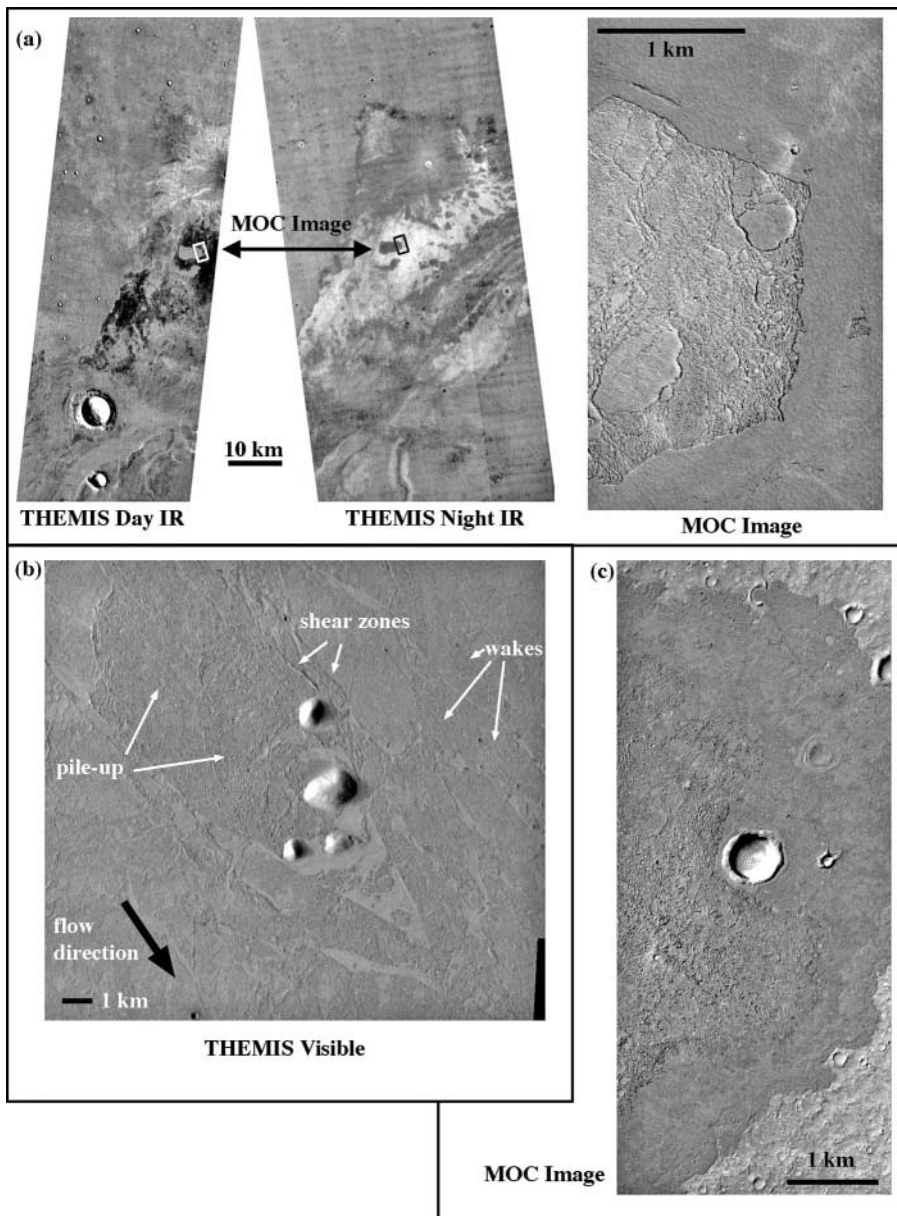 (a)
1 km
MOC Image
10 km
THEMIS Day IR
THEMIS Night IR
MOC Image
(b)
shear zones
wakes
pile-up
flow
direction
1 km
THEMIS Visible
(c)
1 km
MOC Image